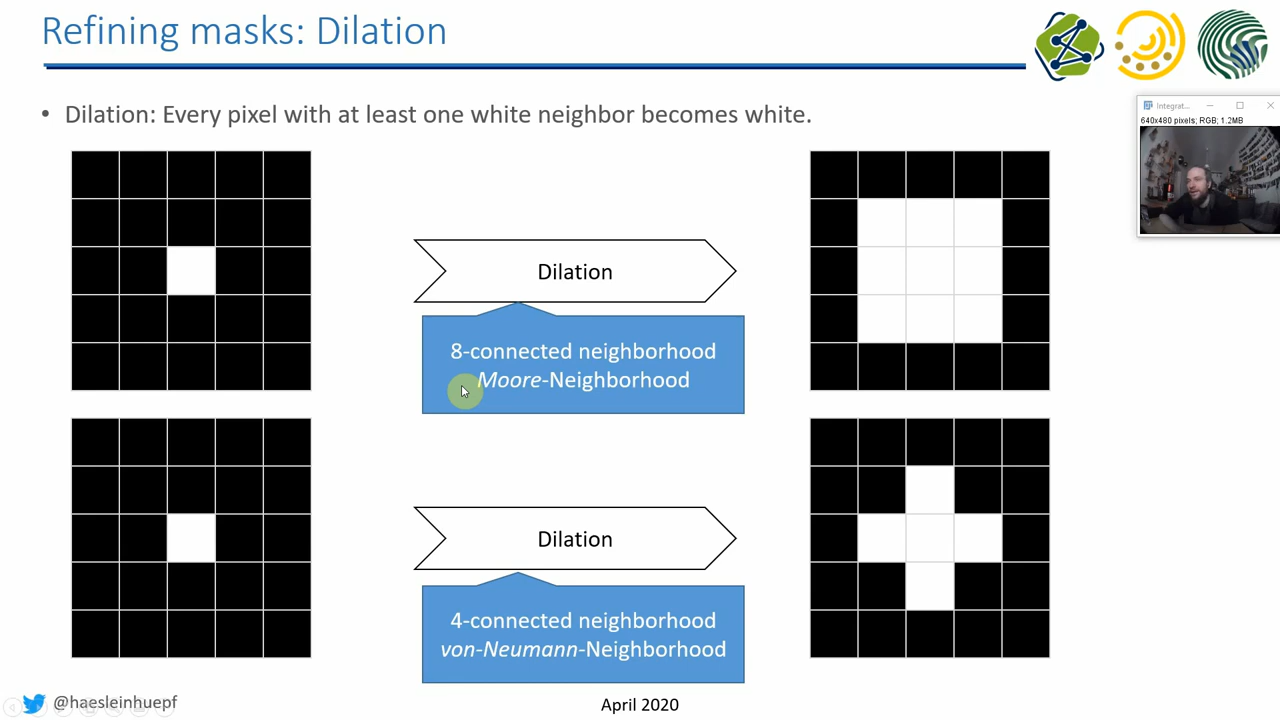 Refining masks: Dilation
• Dilation: Every pixel with at least one white neighbor becomes white.
Integrat...
640x480 pixels; RGB; 1.2MB
Dilation
8-connected neighborhood
Moore-Neighborhood
Dilation
4-connected neighborhood
von-Neumann-Neighborhood
@haesleinhuepf
April 2020